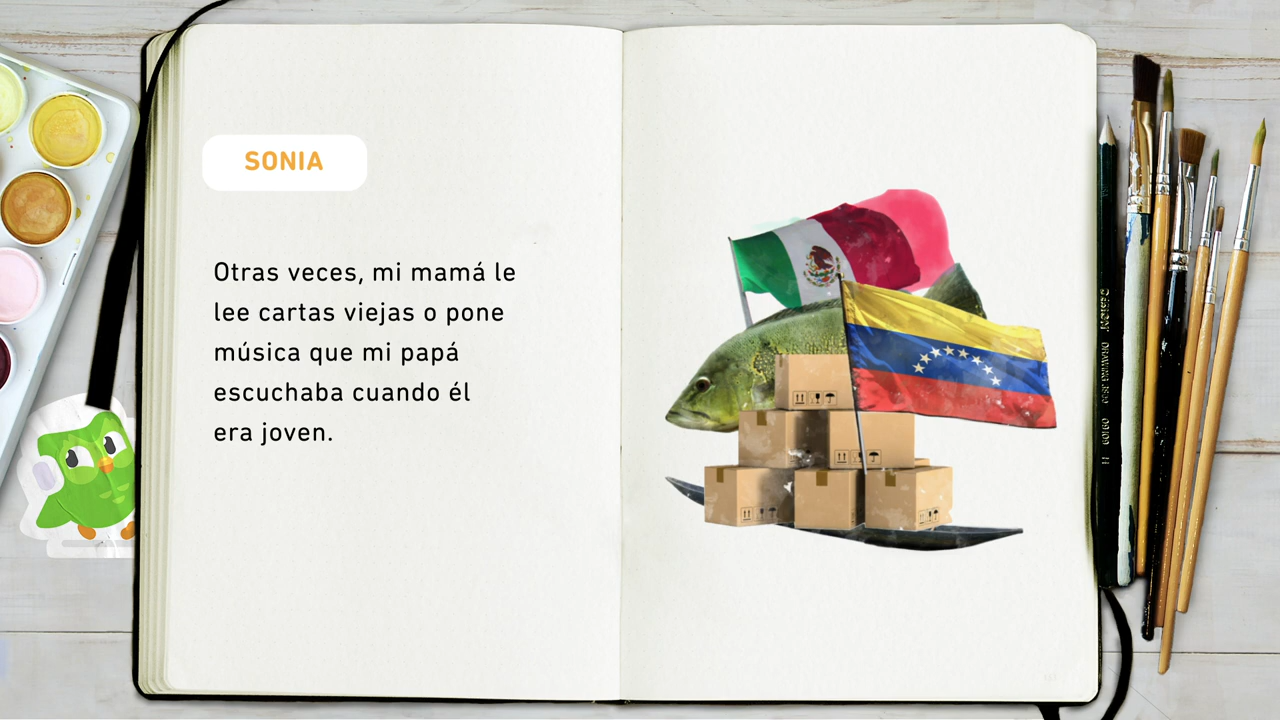 SONIA
Otras veces, mi mamá le
lee cartas viejas o pone
música que mi papá
escuchaba cuando él
era joven.